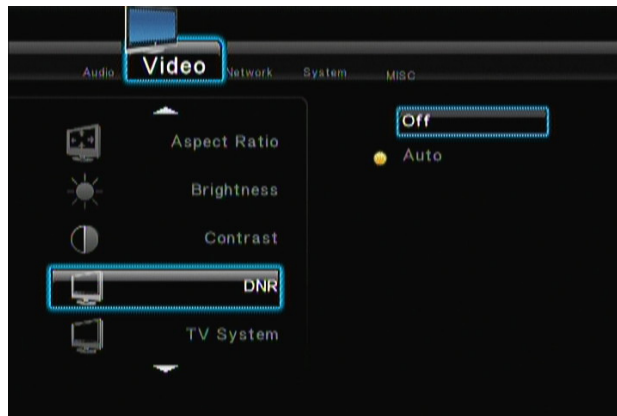 Audio Video Network System MISC
Aspect Ratio
Brightness
Contrast
DNR
TV System
Off
Auto